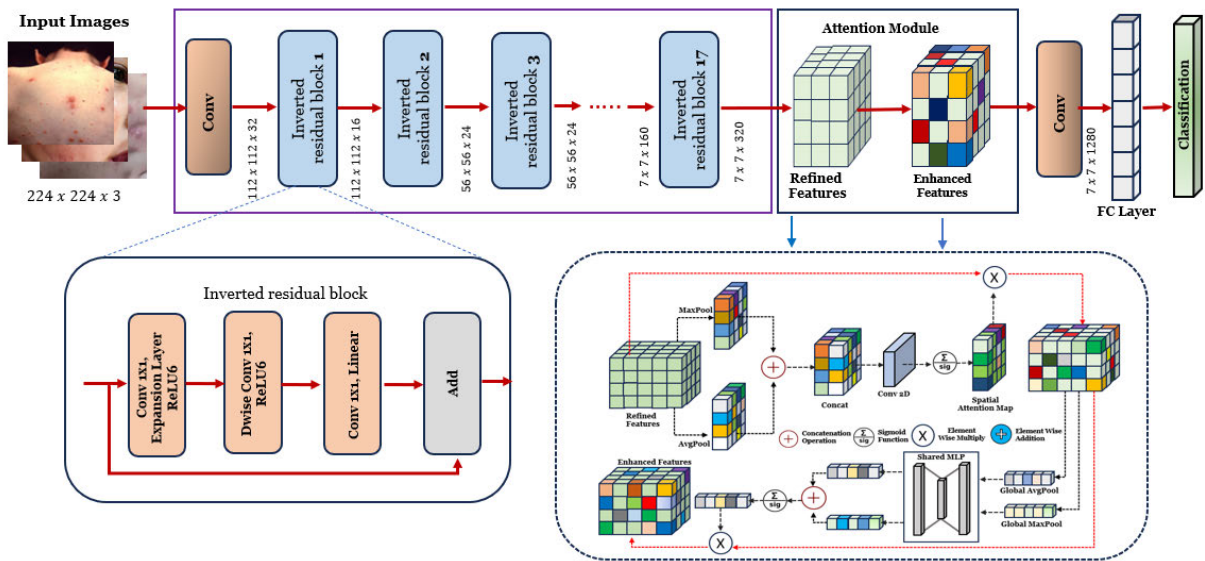 Input Images
224 x 224 x 3
Conv
112 x 112 x 32
Inverted
residual block 1
112 x 112 x 16
Inverted
residual block 2
56 x 56 x 24
Inverted
residual block 3
56 x 56 x 24
7 x 7 x 160
Inverted
residual block 17
7 x 7 x 320
Attention Module
Refined
Features
Enhanced
Features
Conv
7 x 7 x 1280
FC Layer
Classification
Inverted residual block
Conv 1x1,
Expansion Layer
ReLU6
Dwise Conv 1x1,
ReLU6
Conv 1x1, Linear
Add
X
MaxPool
Refined
Features
AvgPool
+
Concat
Conv 2D
Σ
sig
Spatial
Attention Map
+
Concatenation
Operation
Σ
sig
Sigmoid
Function
X
Element
Wise Multiply
+
Element Wise
Addition
Enhanced Features
Σ
sig
+
Shared MLP
Global AvgPool
Global MaxPool
X